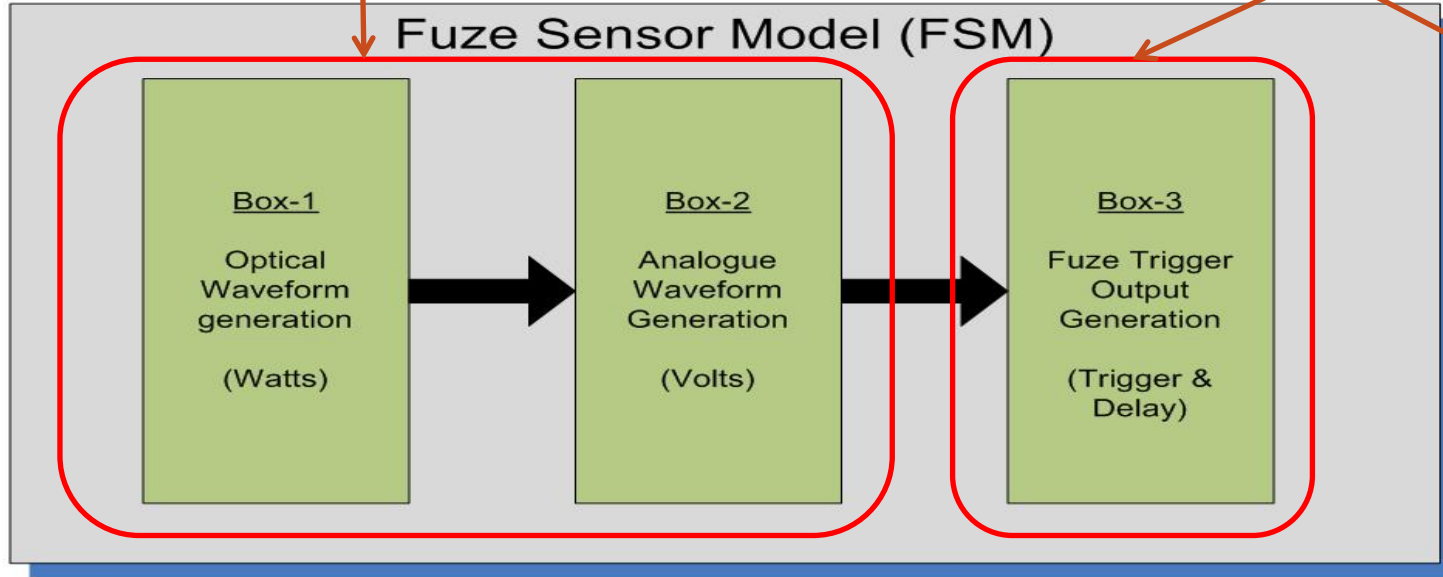 Fuze Sensor Model (FSM)
Box-1
Optical
Waveform
generation
(Watts)
Box-2
Analogue
Waveform
Generation
(Volts)
Box-3
Fuze Trigger
Output
Generation
(Trigger &
Delay)